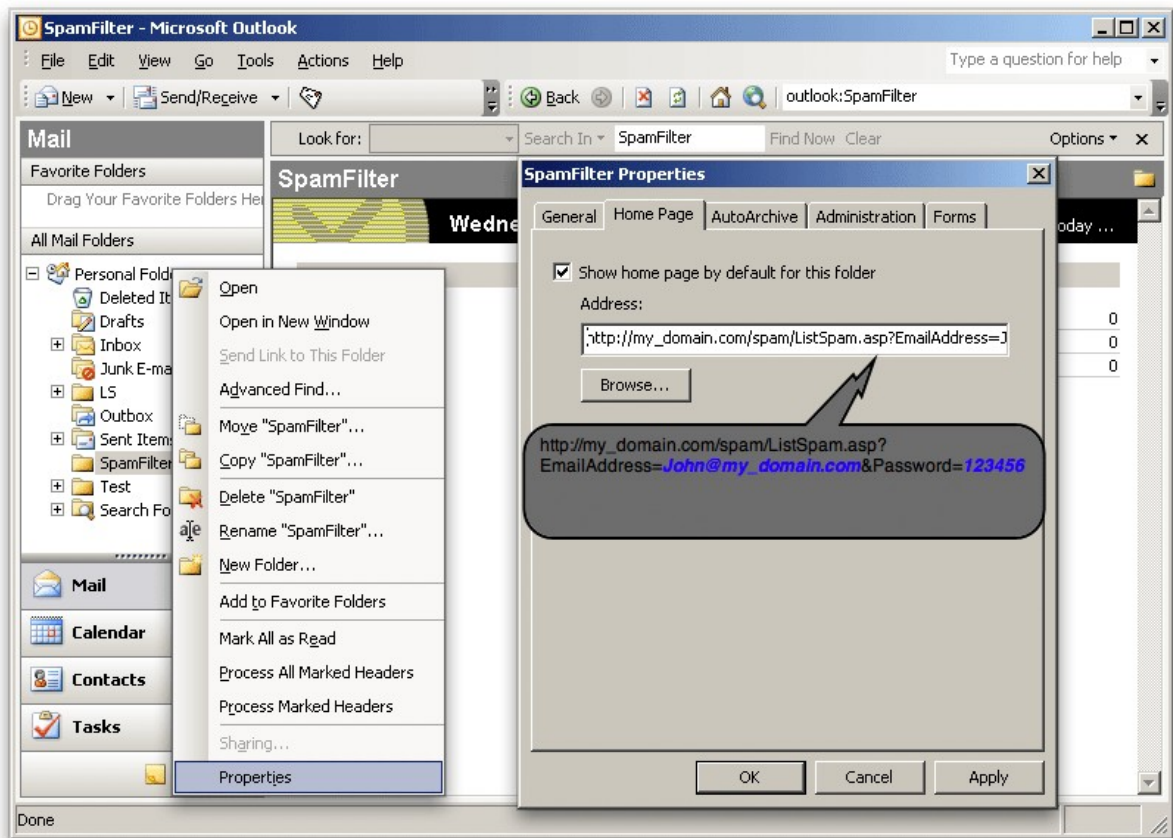 SpamFilter - Microsoft Outlook
File Edit View Go Tools Actions Help
Type a question for help
New Send/Receive
Back
outlook:SpamFilter
Mail
Look for: Search In SpamFilter Find Now Clear Options
Favorite Folders
Drag Your Favorite Folders
All Mail Folders
Personal
Deleted
Drafts
Inbox
Junk
LS
Outbox
Sent
SpamFilter
Test
Search
Mail
Calendar
Contacts
Tasks
Done
SpamFilter
Open
Open in New Window
Send Link to This Folder
Advanced Find...
Move "SpamFilter"...
Copy "SpamFilter"...
Delete "SpamFilter"
Rename "SpamFilter"...
New Folder...
Add to Favorite Folders
Mark All as Read
Process All Marked Headers
Process Marked Headers
Sharing...
Properties
SpamFilter Properties
General Home Page AutoArchive Administration Forms
Show home page by default for this folder
Address:
http://my_domain.com/spam/ListSpam.asp?EmailAddress=J
Browse...
http://my_domain.com/spam/ListSpam.asp?
EmailAddress=John@my_domain.com&Password=123456
OK Cancel Apply
0
0
0